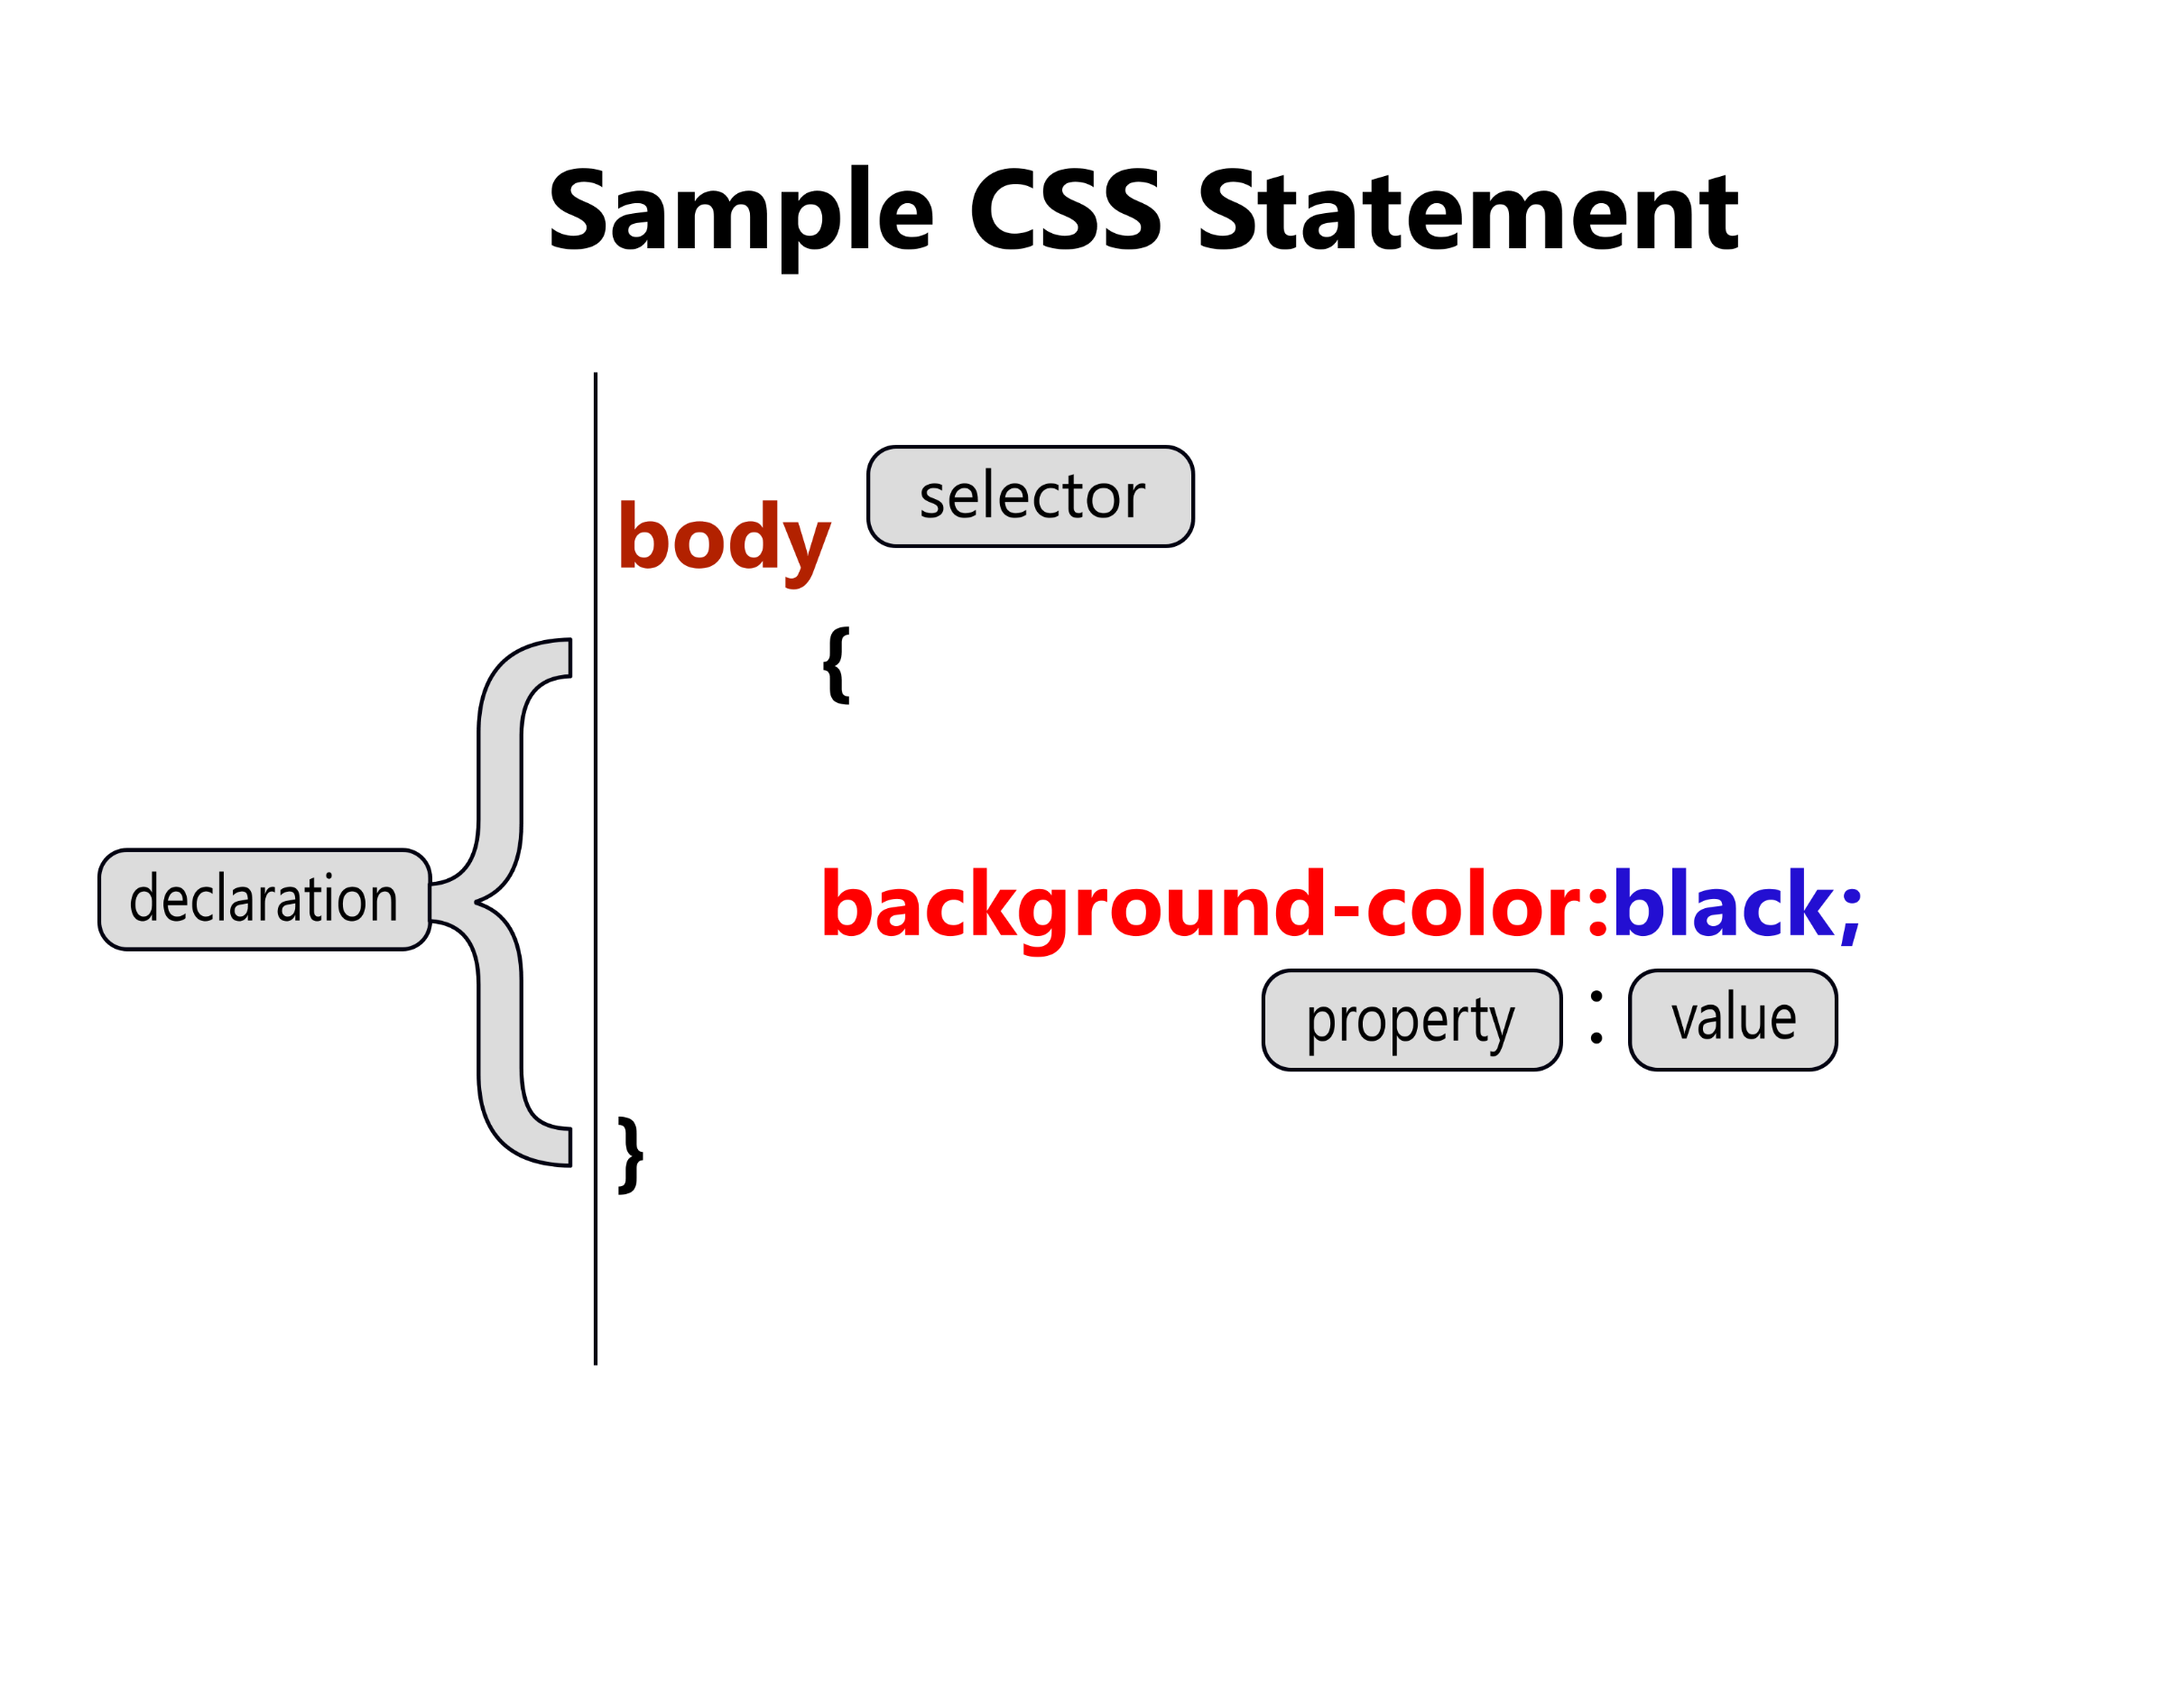 Sample CSS Statement
selector
body
{
declaration
background-color:black;
property : value
}